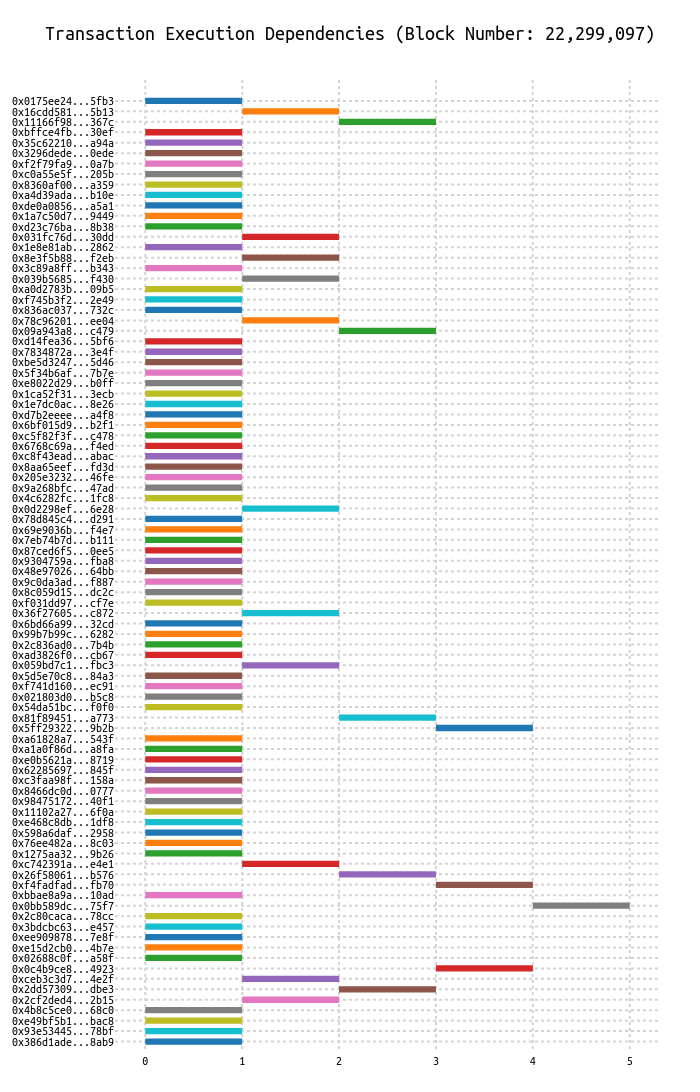 Transaction Execution Dependencies (Block Number: 22,299,097)
0x0175ee24...5fb3
0x16cdd581...5b13
0x11166f98...367c
0xbffce4fb...30ef
0x35c62210...a94a
0x3296dede...0ede
0xf2f79fa9...0a7b
0xc0a55e5f...205b
0x8360af00...a359
0xa4d39ada...b10e
0xde0a0856...a5a1
0x1a7c50d7...9449
0xd23c76ba...8b38
0x031fc76d...30dd
0x1e8e81ab...2862
0x8e3f5b88...f2eb
0x3c89a8ff...b343
0x039b5685...f430
0xa0d2783b...09b5
0xf745b3f2...2e49
0x836ac037...732c
0x78c96201...ee04
0x09a943a8...c479
0xd14fea36...5bf6
0x7834872a...3e4f
0xbe5d3247...5d46
0x5f34b6af...7b7e
0xe8022d29...b0ff
0x1ca52f31...3ecb
0x1e7dc0ac...8e26
0xd7b2eeee...a4f8
0x6bf015d9...b2f1
0xc5f82f3f...c478
0x6768c69a...f4ed
0xc8f43ead...abac
0x8aa65eef...fd3d
0x205e3232...46fe
0x9a268bfc...47ad
0x4c6282fc...1fc8
0x0d2298ef...6e28
0x78d845c4...d291
0x69e9036b...f4e7
0x7eb74b7d...b111
0x87ced6f5...0ee5
0x9304759a...fba8
0x48e97026...64bb
0x9c0da3ad...f887
0x8c059d15...dc2c
0xf031dd97...cf7e
0x36f27605...c872
0x6bd66a99...32cd
0x99b7b99c...6282
0x2c836ad0...7b4b
0xad3826f0...cb67
0x059bd7c1...fbc3
0x5d5e70c8...84a3
0xf741d160...ec91
0x021803d0...b5c8
0x54da51bc...f0f0
0x81f89451...a773
0x5ff29322...9b2b
0xa61828a7...543f
0xa1a0f86d...a8fa
0xe0b5621a...8719
0x62285697...845f
0xc3faa98f...158a
0x8466dc0d...0777
0x98475172...40f1
0x11102a27...6f0a
0xe468c8db...1df8
0x598a6daf...2958
0x76ee482a...8c03
0x1275aa32...9b26
0xc742391a...e4e1
0x26f58061...b576
0xf4fadfad...fb70
0xbbae8a9a...10ad
0x0bb589dc...75f7
0x2c80caca...78cc
0x3bdcbc63...e457
0xee909878...7e8f
0xe15d2cb0...4b7e
0x02688c0f...a58f
0x0c4b9ce8...4923
0xceb3c3d7...4e2f
0x2dd57309...dbe3
0x2cf2ded4...2b15
0x4b8c5ce0...68c0
0xe49bf5b1...bac8
0x93e53445...78bf
0x386d1ade...8ab9
0 1 2 3 4 5